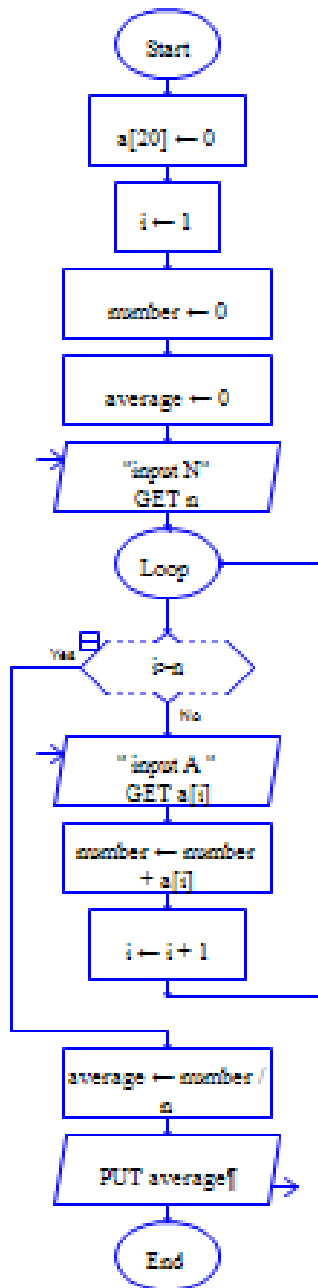 Start
a[20] ← 0
i ← 1
number ← 0
average ← 0
"input N"
GET n
Loop
Yes
i>n
No
" input A "
GET a[i]
number ← number
+ a[i]
i ← i + 1
average ← number /
n
PUT average¶
End